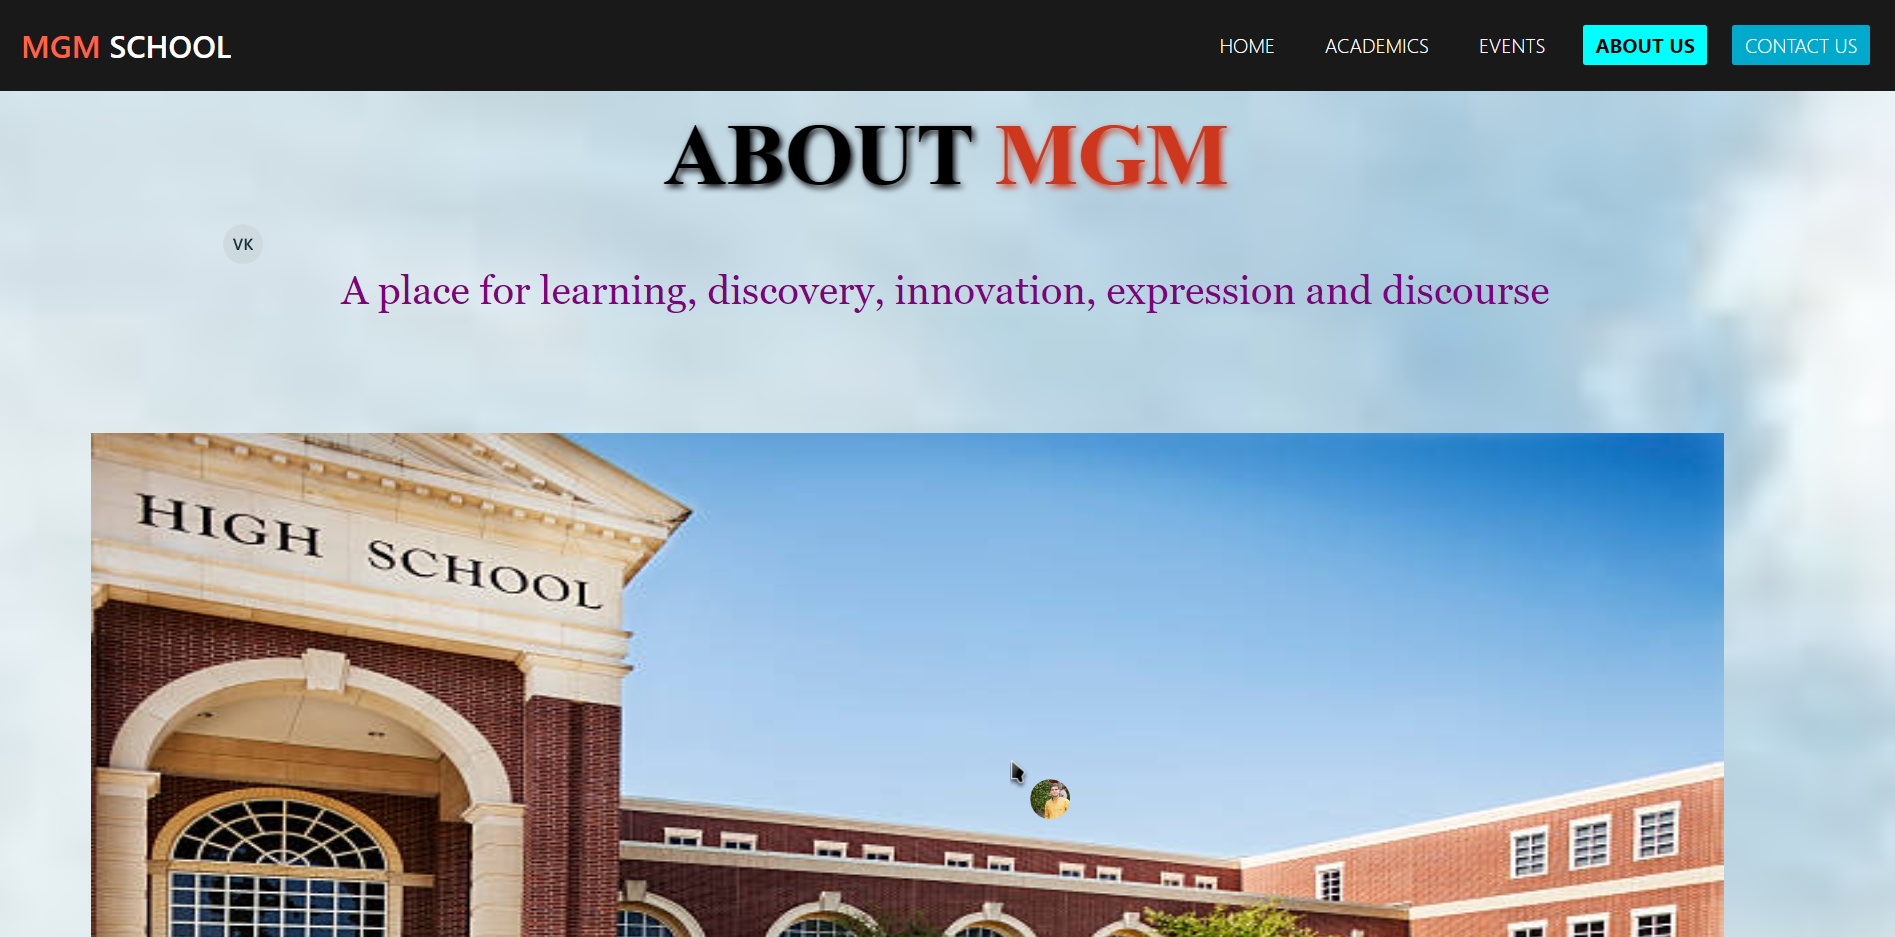 MGM SCHOOL
HOME ACADEMICS EVENTS ABOUT US CONTACT US
ABOUT MGM
VK
A place for learning, discovery, innovation, expression and discourse
HIGH SCHOOL